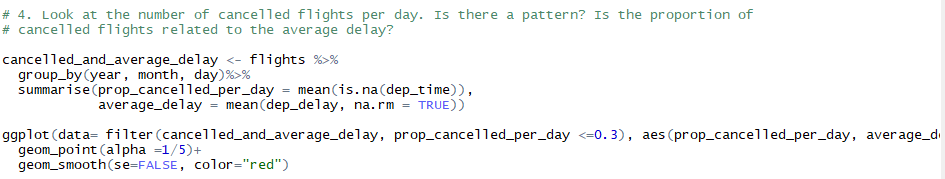 # 4. Look at the number of cancelled flights per day. Is there a pattern? Is the proportion of
# cancelled flights related to the average delay?
cancelled_and_average_delay <- flights %>%
  group_by(year, month, day)%>%
  summarise(prop_cancelled_per_day = mean(is.na(dep_time)),
            average_delay = mean(dep_delay, na.rm = TRUE))
ggplot(data= filter(cancelled_and_average_delay, prop_cancelled_per_day <=0.3), aes(prop_cancelled_per_day, average_d
  geom_point(alpha =1/5)+
  geom_smooth(se=FALSE, color="red")